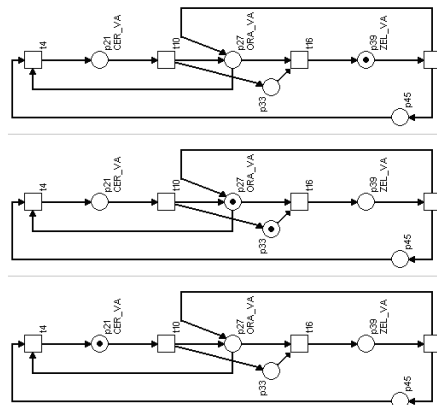 t4
p21
CER_VA
t10
p27
ORA_VA
p33
t16
p39
ZEL_VA
p45
t4
p21
CER_VA
t10
p27
ORA_VA
p33
t16
p39
ZEL_VA
p45
t4
p21
CER_VA
t10
p27
ORA_VA
p33
t16
p39
ZEL_VA
p45